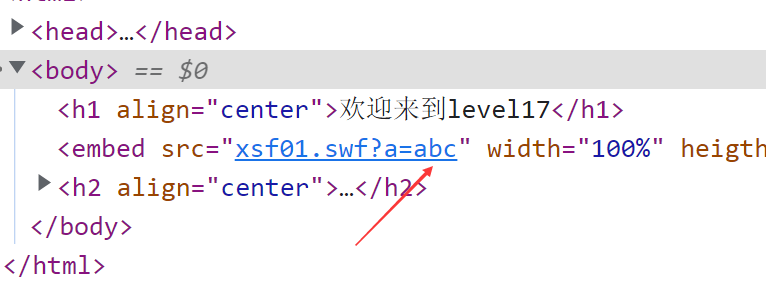 <head>…</head>
<body> == $0
<h1 align="center">欢迎来到level17</h1>
<embed src="xsf01.swf?a=abc" width="100%" heigth
<h2 align="center">…</h2>
</body>
</html>